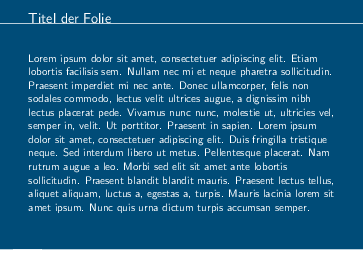 Titel der Folie
Lorem ipsum dolor sit amet, consectetuer adipiscing elit. Etiam
lobortis facilisis sem. Nullam nec mi et neque pharetra sollicitudin.
Praesent imperdiet mi nec ante. Donec ullamcorper, felis non
sodales commodo, lectus velit ultrices augue, a dignissim nibh
lectus placerat pede. Vivamus nunc nunc, molestie ut, ultricies vel,
semper in, velit. Ut porttitor. Praesent in sapien. Lorem ipsum
dolor sit amet, consectetuer adipiscing elit. Duis fringilla tristique
neque. Sed interdum libero ut metus. Pellentesque placerat. Nam
rutrum augue a leo. Morbi sed elit sit amet ante lobortis
sollicitudin. Praesent blandit blandit mauris. Praesent lectus tellus,
aliquet aliquam, luctus a, egestas a, turpis. Mauris lacinia lorem sit
amet ipsum. Nunc quis urna dictum turpis accumsan semper.